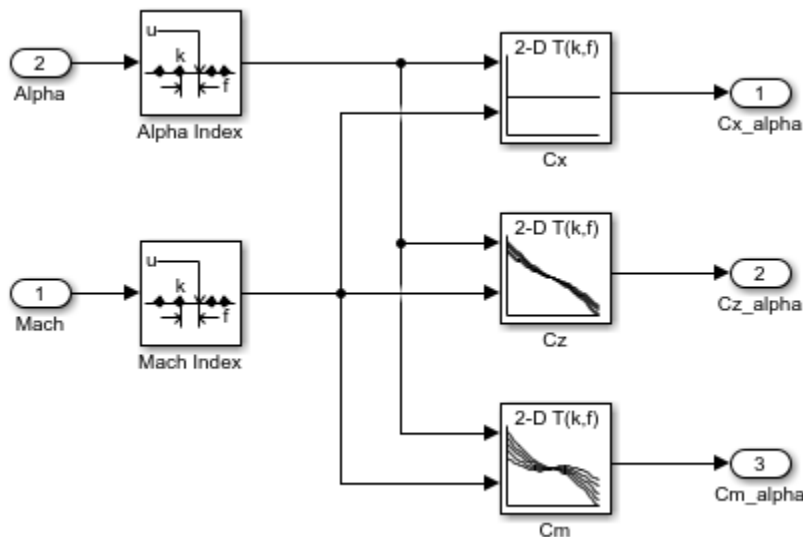 u
k
f
2
Alpha
Alpha Index
2-D T(k,f)
Cx
1
Cx_alpha
u
k
f
1
Mach
Mach Index
2-D T(k,f)
Cz
2
Cz_alpha
2-D T(k,f)
Cm
3
Cm_alpha